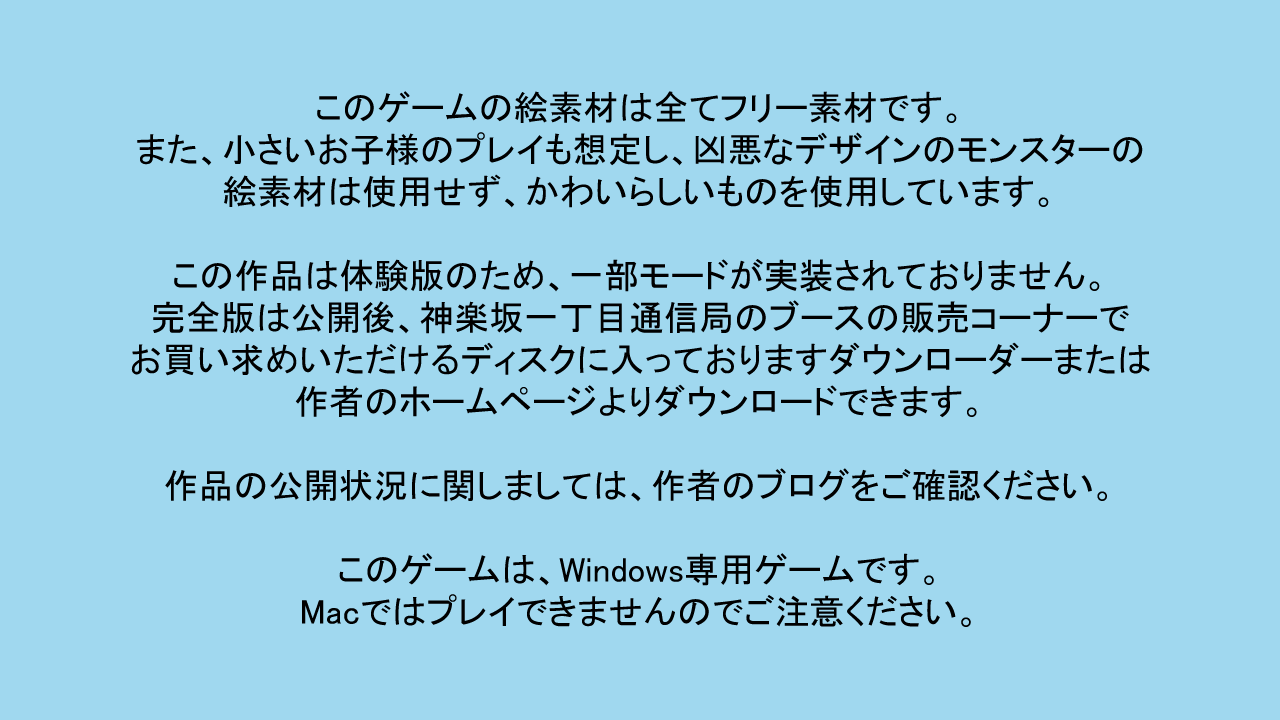 このゲームの絵素材は全てフリー素材です。
また、小さいお子様のプレイも想定し、凶悪なデザインのモンスターの
絵素材は使用せず、かわいらしいものを使用しています。
この作品は体験版のため、一部モードが実装されておりません。
完全版は公開後、神楽坂一丁目通信局のブースの販売コーナーで
お買い求めいただけるディスクに入っておりますダウンローダーまたは
作者のホームページよりダウンロードできます。
作品の公開状況に関しましては、作者のブログをご確認ください。
このゲームは、Windows専用ゲームです。
Macではプレイできませんのでご注意ください。